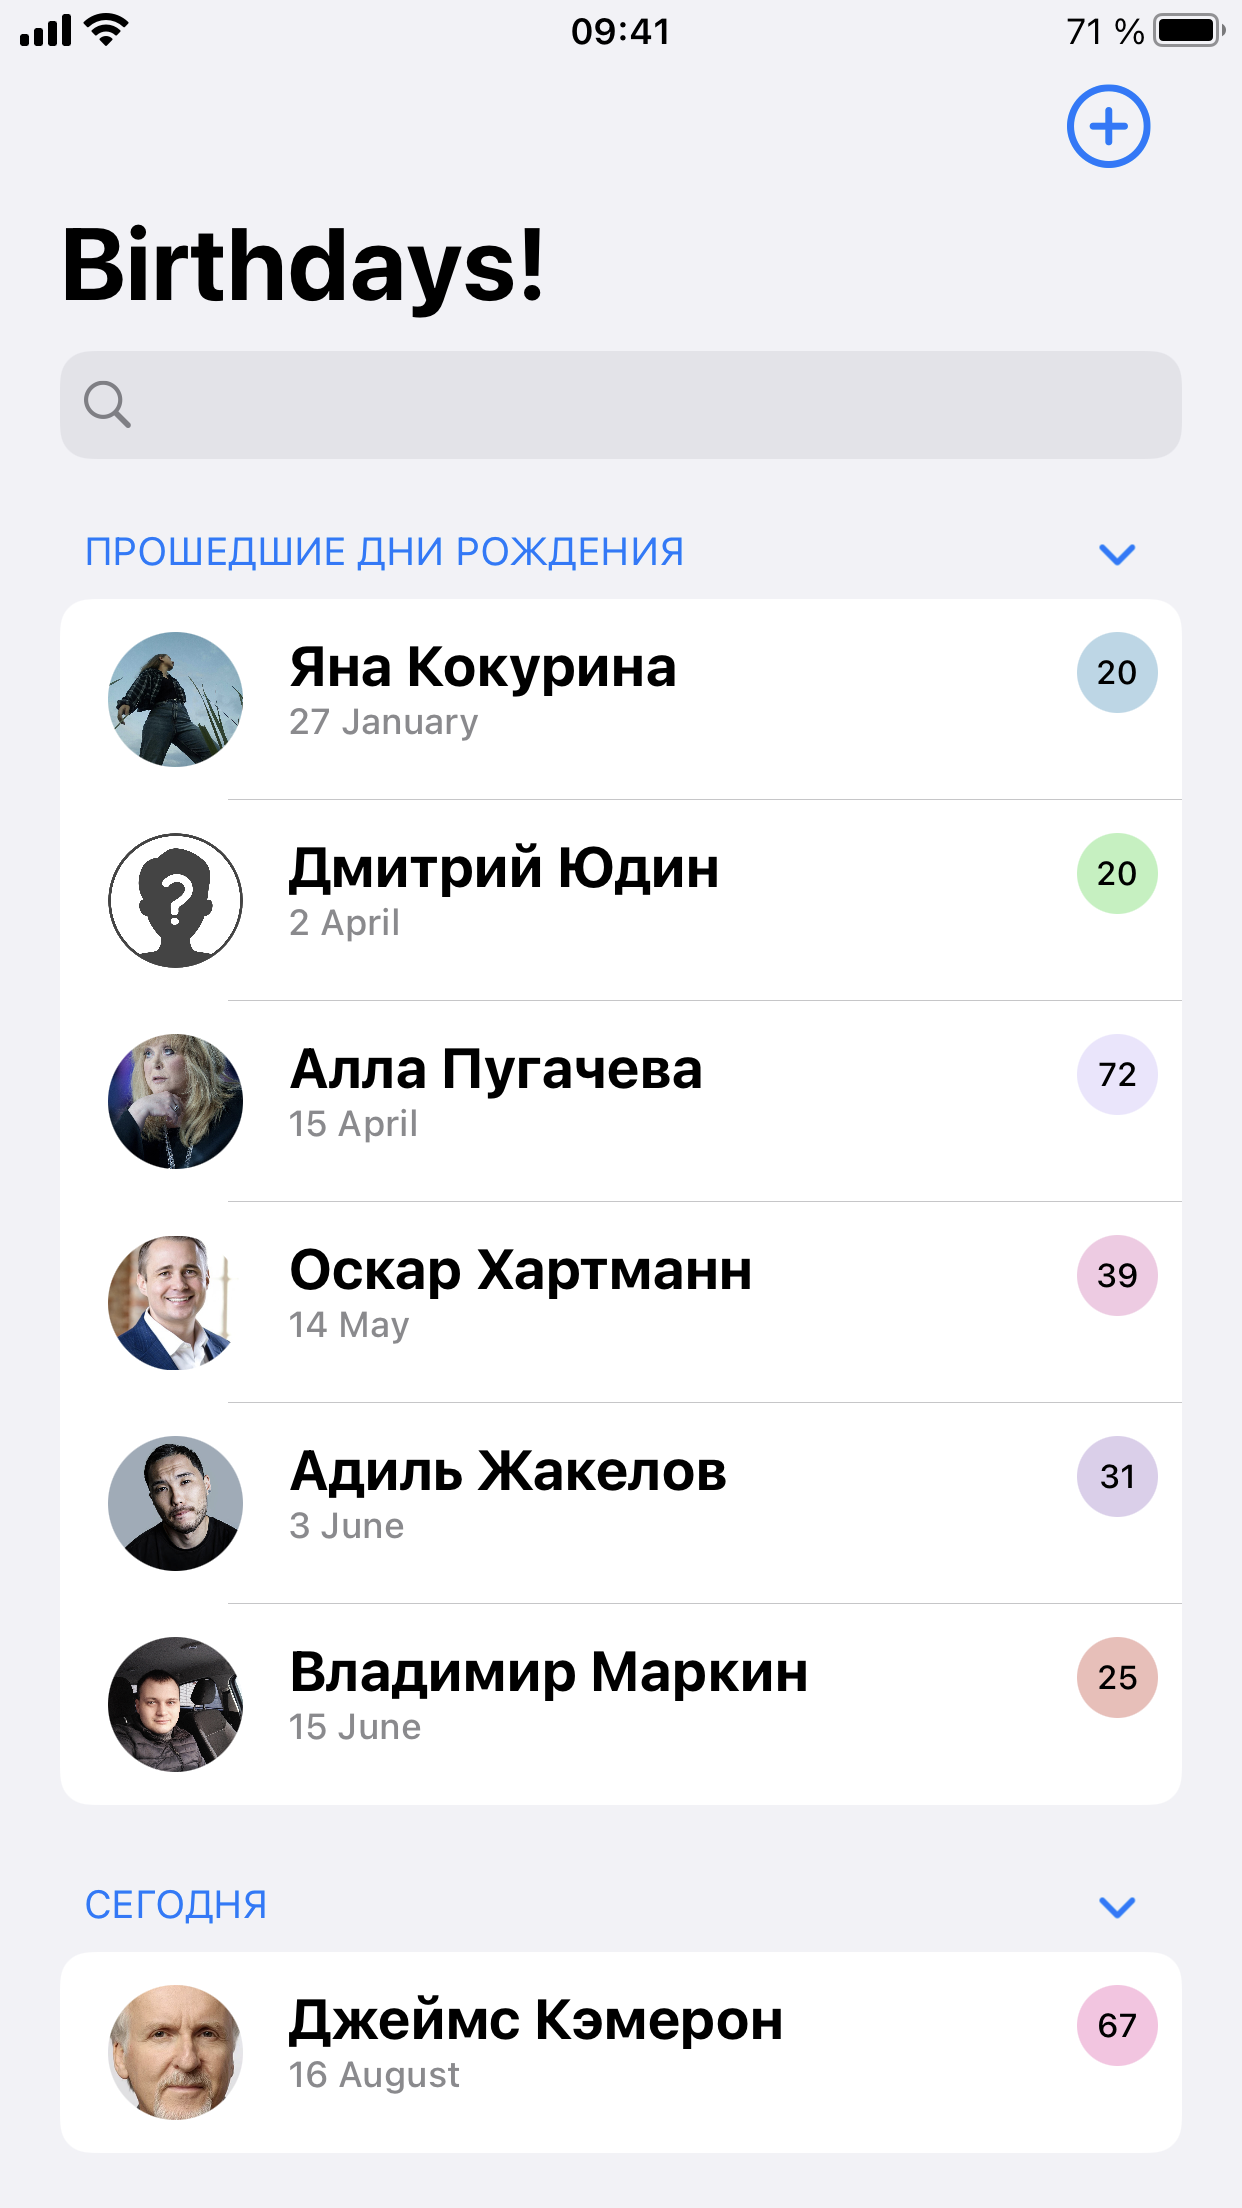 09:41
71 %
Birthdays!
ПРОШЕДШИЕ ДНИ РОЖДЕНИЯ
Яна Кокурина
20
27 January
Дмитрий Юдин
20
2 April
Алла Пугачева
72
15 April
Оскар Хартманн
39
14 May
Адиль Жакелов
31
3 June
Владимир Маркин
25
15 June
СЕГОДНЯ
Джеймс Кэмерон
67
16 August